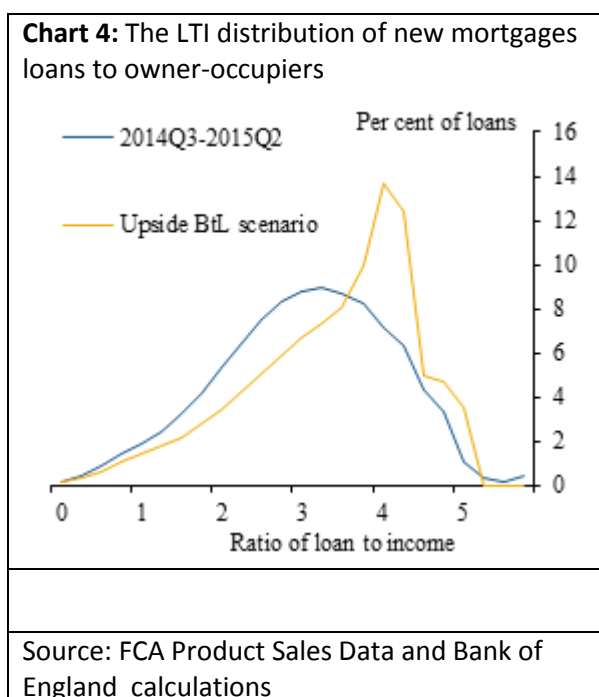 Chart 4: The LTI distribution of new mortgages
loans to owner-occupiers
Per cent of loans
2014Q3-2015Q2
Upside BtL scenario
16
14
12
10
8
6
4
2
0
0 1 2 3 4 5
Ratio of loan to income
Source: FCA Product Sales Data and Bank of
England calculations